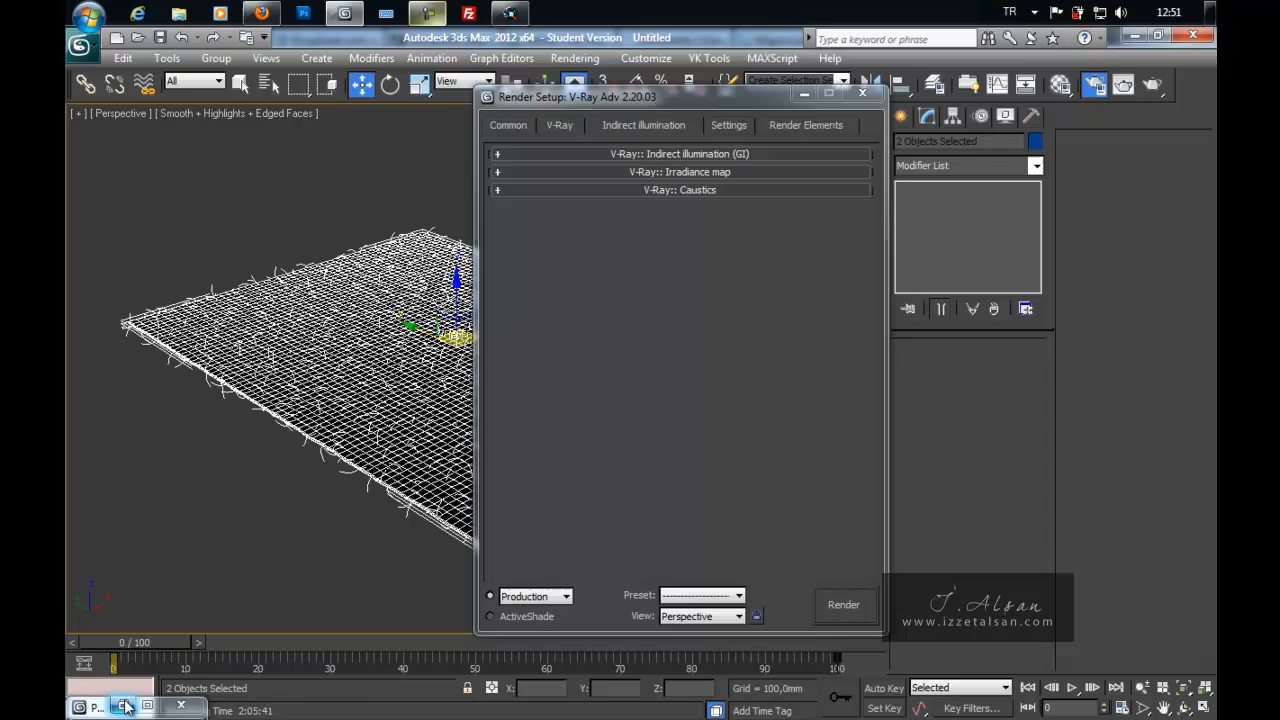 TR
12:51
Autodesk 3ds Max 2012 x64 - Student Version Untitled
Type a keyword or phrase
Edit Tools Group Views Create Modifiers Animation Graph Editors Rendering Customize YK Tools MAXScript Help
All
View
3
Create Selection Se
Render Setup: V-Ray Adv 2.20.03
[ + ] [ Perspective ] [ Smooth + Highlights + Edged Faces ]
Common V-Ray Indirect illumination Settings Render Elements
2 Objects Selected
+ V-Ray:: Indirect illumination (GI)
Modifier List
+ V-Ray:: Irradiance map
+ V-Ray:: Caustics
Production
Preset: --------------------
Render
ActiveShade
View: Perspective
İ. Alsan
www.izzetalsan.com
< 0 / 100 >
0 10 20 30 40 50 60 70 80 90 100
2 Objects Selected
X: Y: Z:
Grid = 100,0mm
Auto Key
Selected
P...
2:05:41
Add Time Tag
Set Key
Key Filters...
0